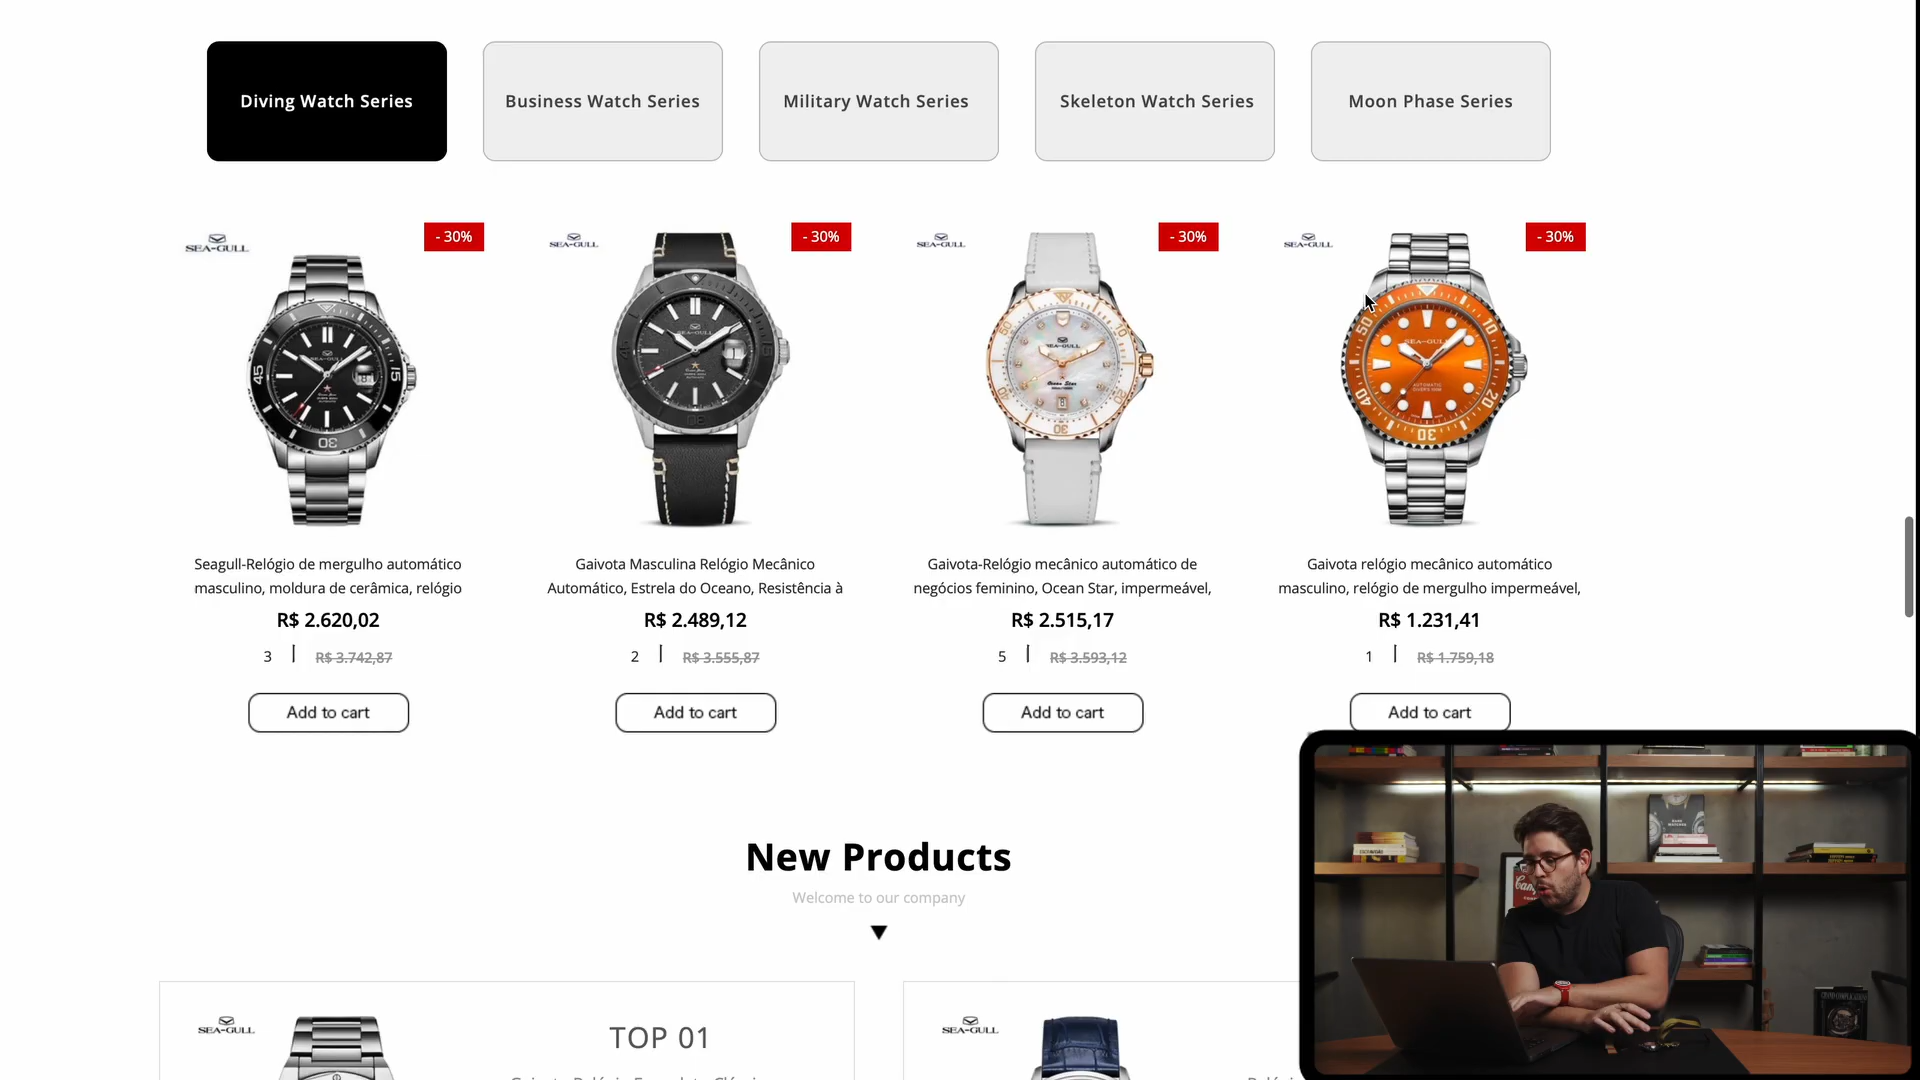 Diving Watch Series
Business Watch Series
Military Watch Series
Skeleton Watch Series
Moon Phase Series
SEA-GULL
- 30%
SEA-GULL
- 30%
SEA-GULL
- 30%
SEA-GULL
- 30%
Seagull-Relógio de mergulho automático
masculino, moldura de cerâmica, relógio
R$ 2.620,02
3 | R$ 3.742,87
Add to cart
Gaivota Masculina Relógio Mecânico
Automático, Estrela do Oceano, Resistência à
R$ 2.489,12
2 | R$ 3.555,87
Add to cart
Gaivota-Relógio mecânico automático de
negócios feminino, Ocean Star, impermeável,
R$ 2.515,17
5 | R$ 3.593,12
Add to cart
Gaivota relógio mecânico automático
masculino, relógio de mergulho impermeável,
R$ 1.231,41
1 | R$ 1.759,18
Add to cart
New Products
Welcome to our company
SEA-GULL
TOP 01
SEA-GULL